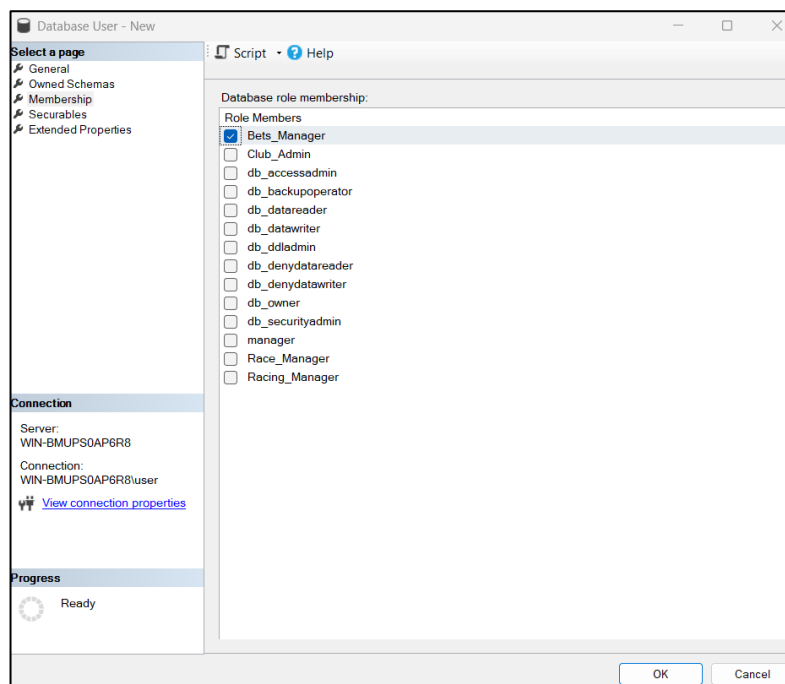 Database User - New
Select a page
General
Owned Schemas
Membership
Securables
Extended Properties
Script
Help
Database role membership:
Role Members
Bets_Manager
Club_Admin
db_accessadmin
db_backupoperator
db_datareader
db_datawriter
db_ddladmin
db_denydatareader
db_denydatawriter
db_owner
db_securityadmin
manager
Race_Manager
Racing_Manager
Connection
Server:
WIN-BMUPS0AP6R8
Connection:
WIN-BMUPS0AP6R8\user
View connection properties
Progress
Ready
OK
Cancel